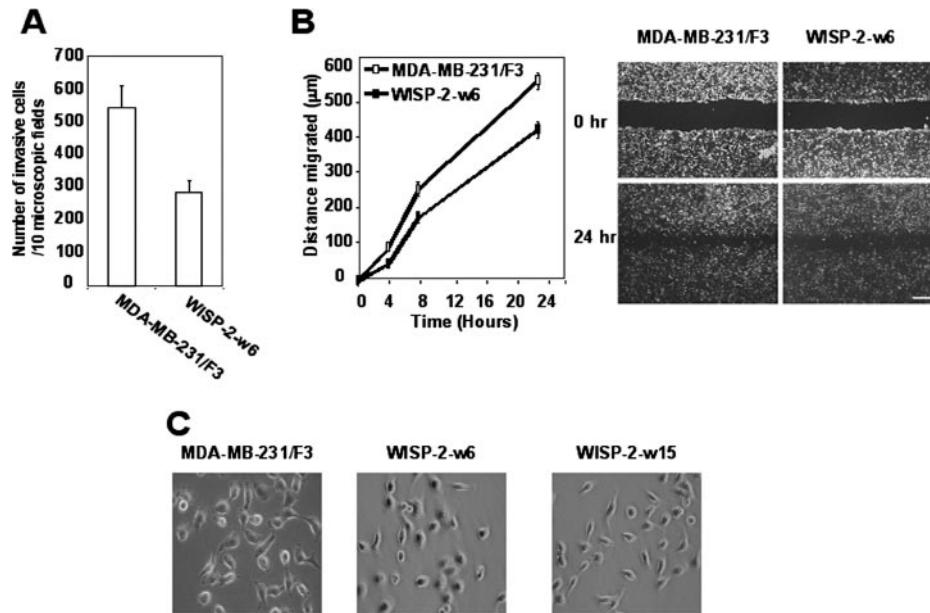 A
Number of invasive cells
/10 microscopic fields
700
600
500
400
300
200
100
0
MDA-MB-231/F3
WISP-2-w6
B
Distance migrated (µm)
600
500
400
300
200
100
0
MDA-MB-231/F3
WISP-2-w6
0 4 8 12 16 20 24
Time (Hours)
MDA-MB-231/F3 WISP-2-w6
0 hr
24 hr
C
MDA-MB-231/F3 WISP-2-w6 WISP-2-w15